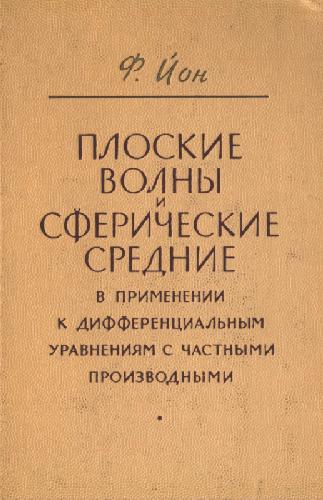 Ф. Йон
ПЛОСКИЕ
ВОЛНЫ
и
СФЕРИЧЕСКИЕ
СРЕДНИЕ
В ПРИМЕНЕНИИ
К ДИФФЕРЕНЦИАЛЬНЫМ
УРАВНЕНИЯМ С ЧАСТНЫМИ
ПРОИЗВОДНЫМИ